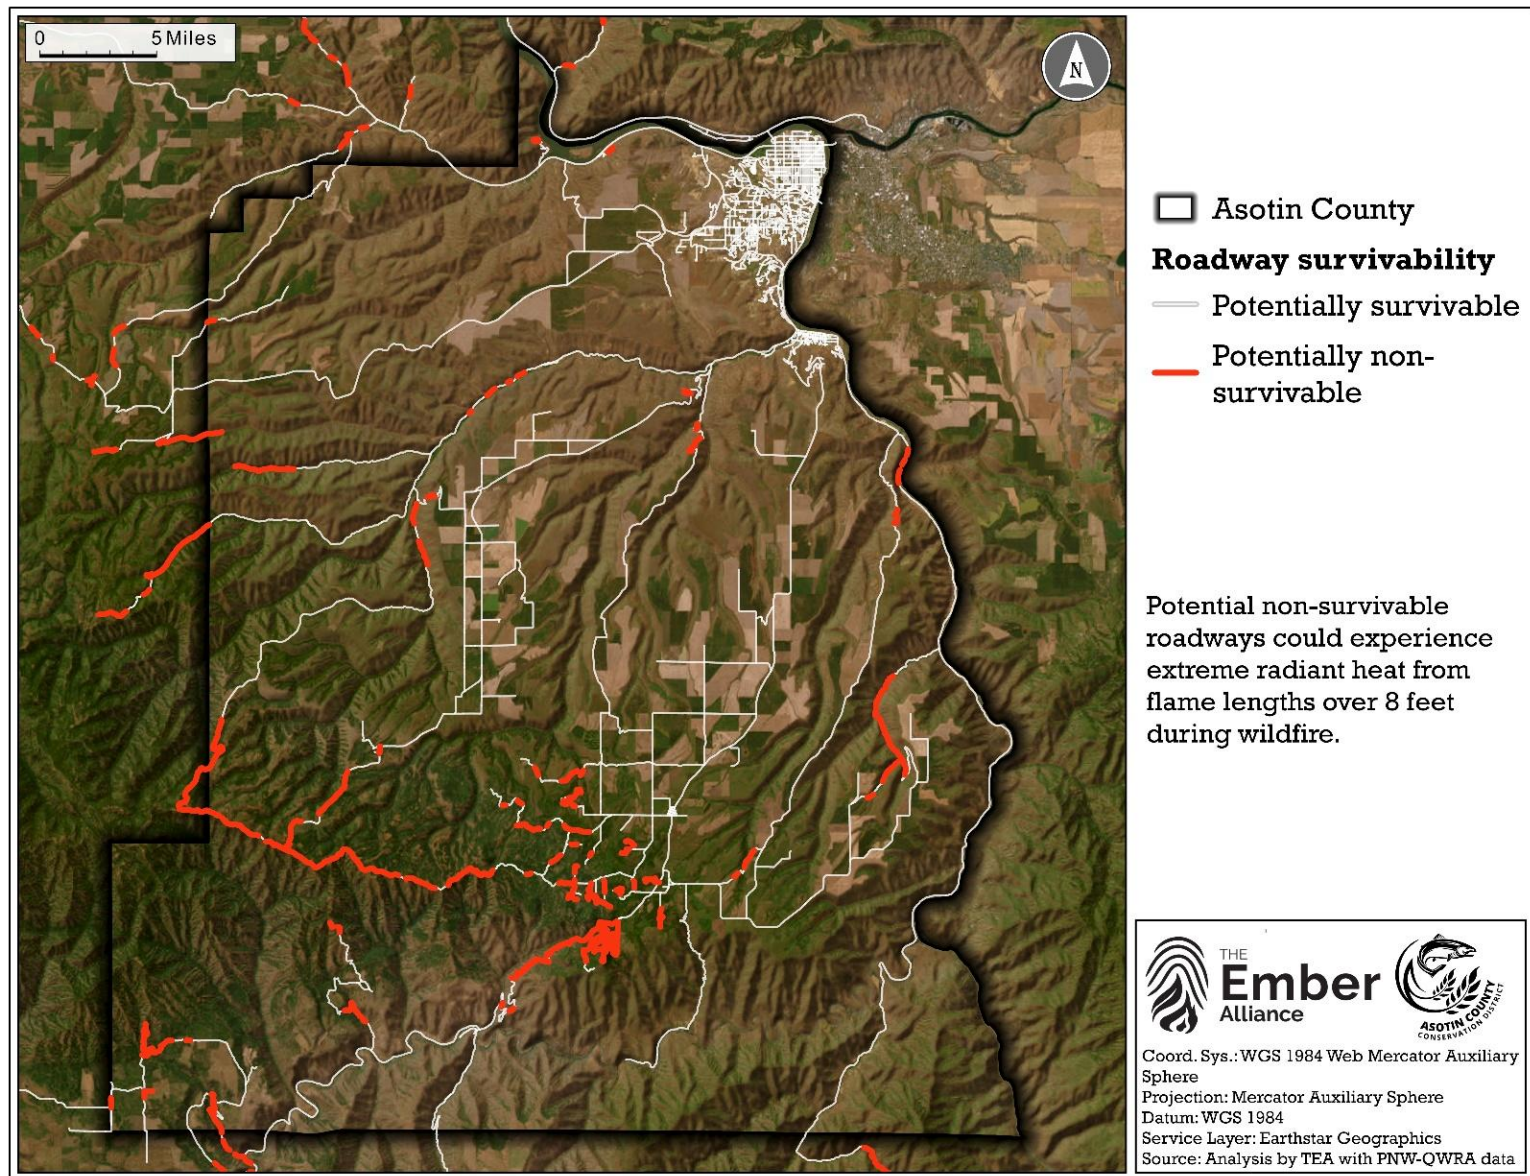 0 5 Miles
N
Asotin County
Roadway survivability
Potentially survivable
Potentially non-
survivable
Potential non-survivable
roadways could experience
extreme radiant heat from
flame lengths over 8 feet
during wildfire.
THE
Ember
Alliance
ASOTIN COUNTY
CONSERVATION DISTRICT
Coord. Sys.: WGS 1984 Web Mercator Auxiliary
Sphere
Projection: Mercator Auxiliary Sphere
Datum: WGS 1984
Service Layer: Earthstar Geographics
Source: Analysis by TEA with PNW-QWRA data